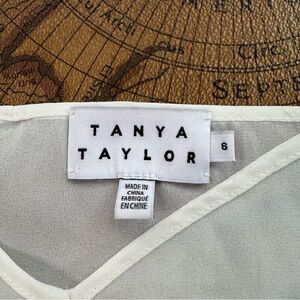 TANYA
TAYLOR
6
MADE IN
CHINA
FABRIQUÉ
EN CHINE